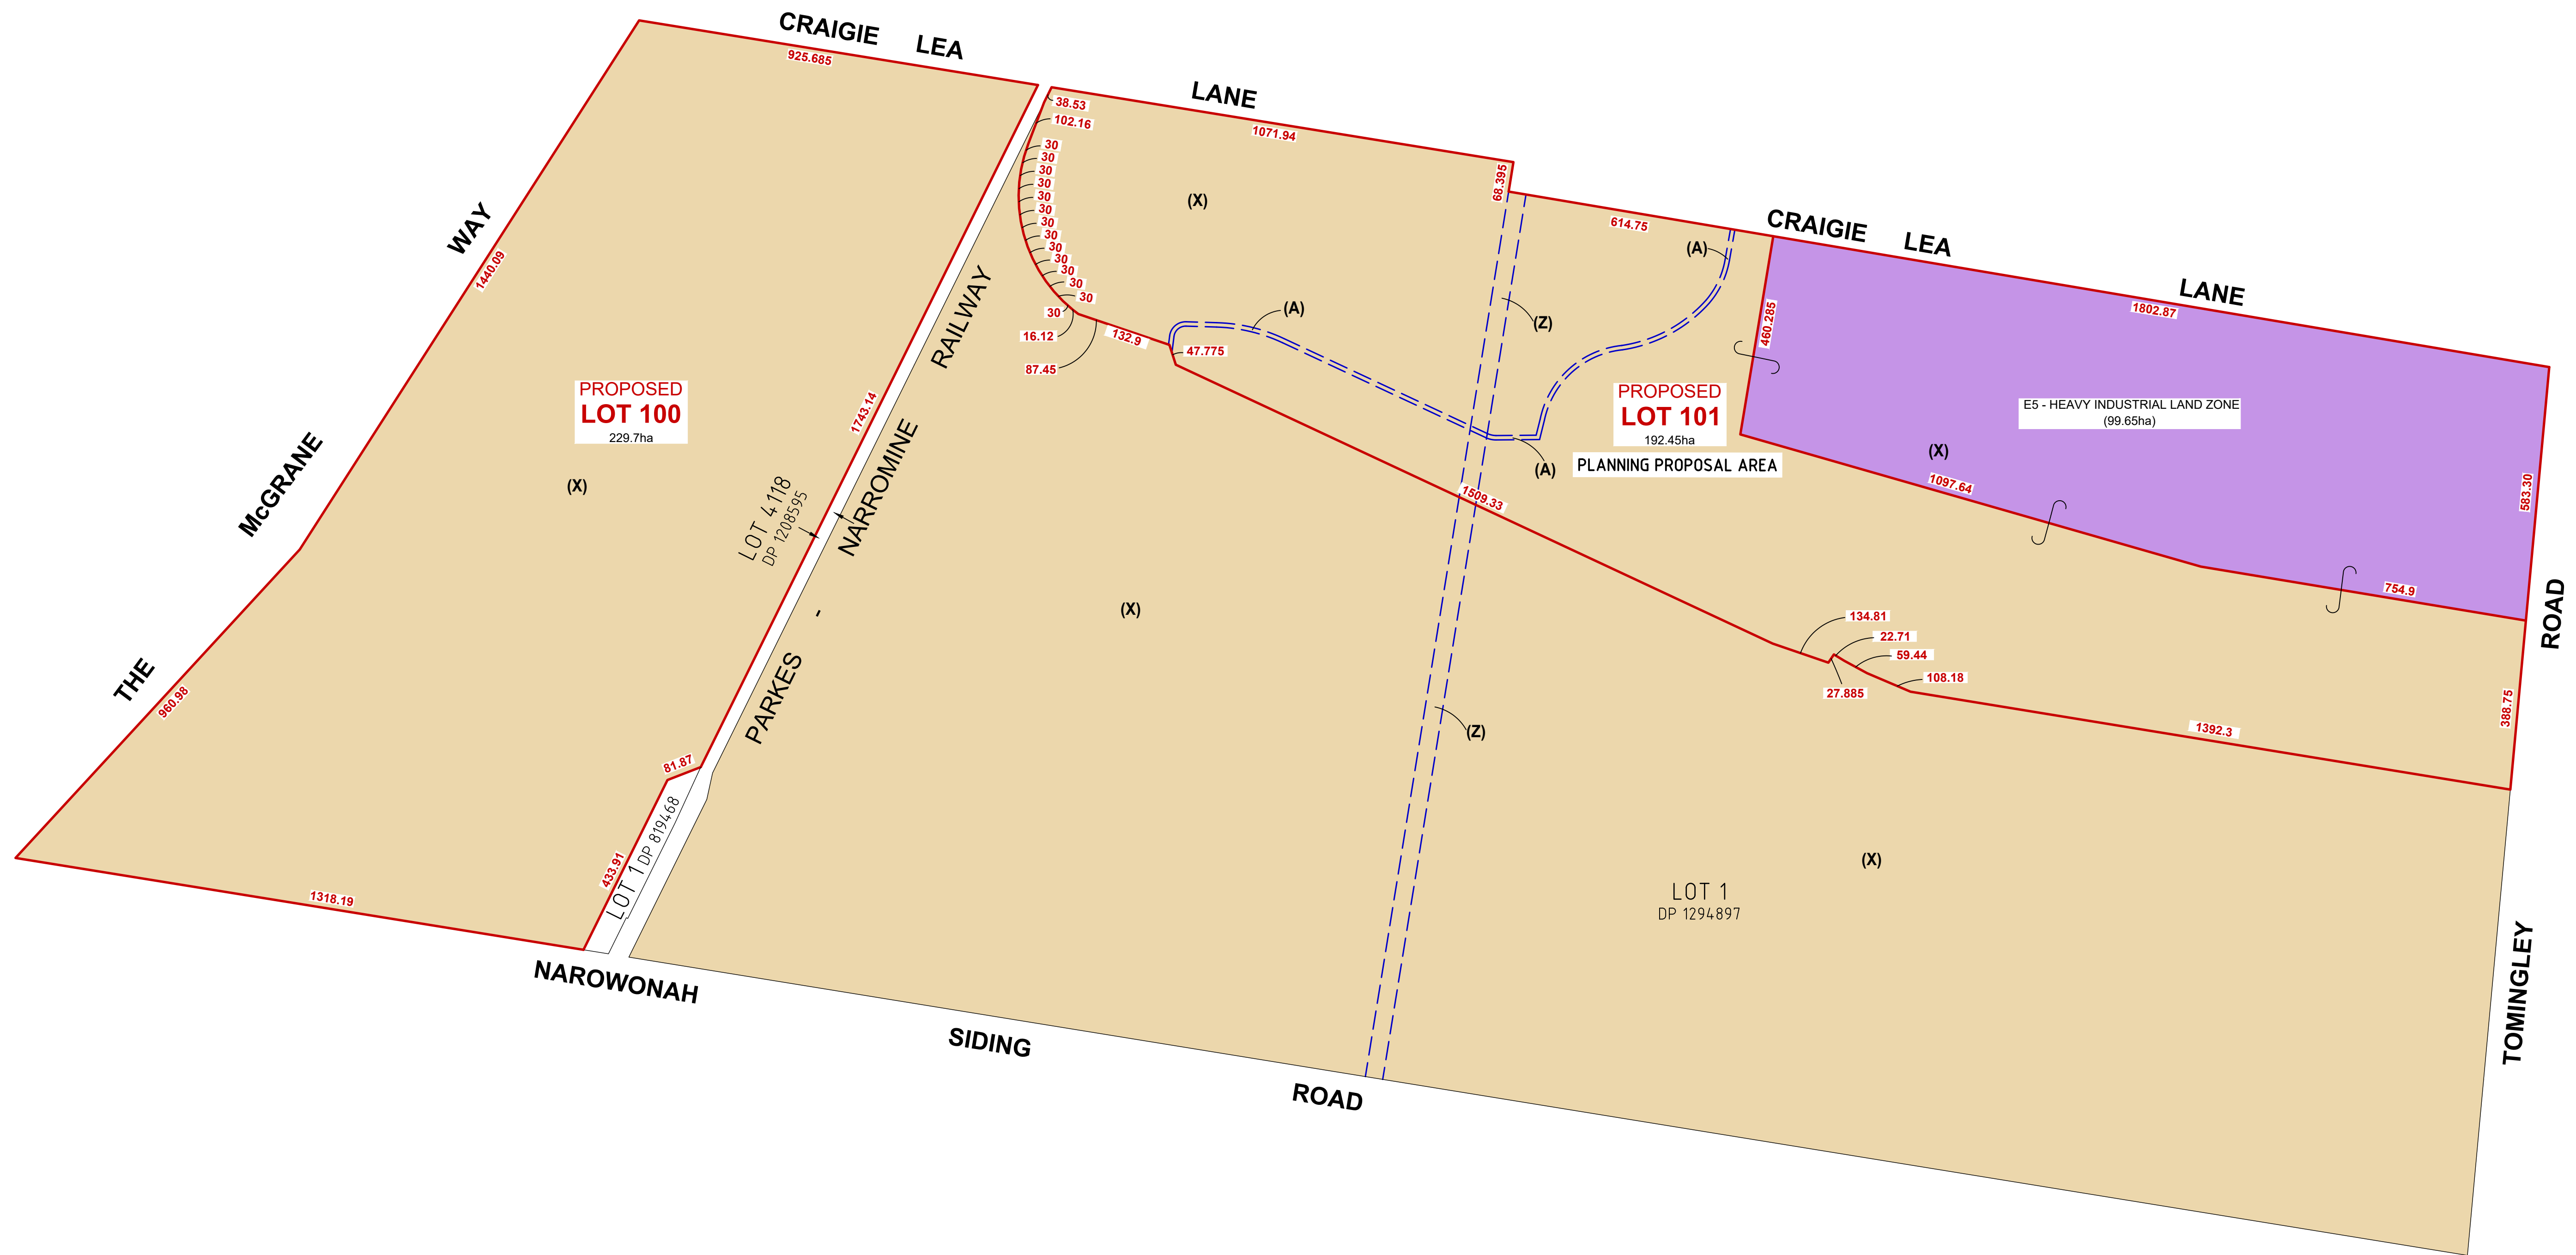 CRAIGIE LEA LANE
925.685
38.53
102.16
1071.94
30
30
30
30
30
30
30
30
30
30
30
30
30
30
16.12
87.45
132.9
47.775
68.395
614.75
CRAIGIE LEA LANE
1802.87
(X)
(A)
(A)
(A)
(Z)
460.285
THE McGRANE WAY
1440.09
960.98
PROPOSED
LOT 100
229.7ha
(X)
1743.14
PARKES - NARROMINE RAILWAY
LOT 4118
DP 1208595
PROPOSED
LOT 101
192.45ha
PLANNING PROPOSAL AREA
E5 - HEAVY INDUSTRIAL LAND ZONE
(99.65ha)
(X)
1097.64
583.30
754.9
1509.33
(X)
134.81
22.71
59.44
108.18
27.885
388.75
1392.3
(Z)
81.87
433.91
LOT 1 DP 819468
1318.19
(X)
LOT 1
DP 1294897
TOMINGLEY ROAD
NAROWONAH SIDING ROAD